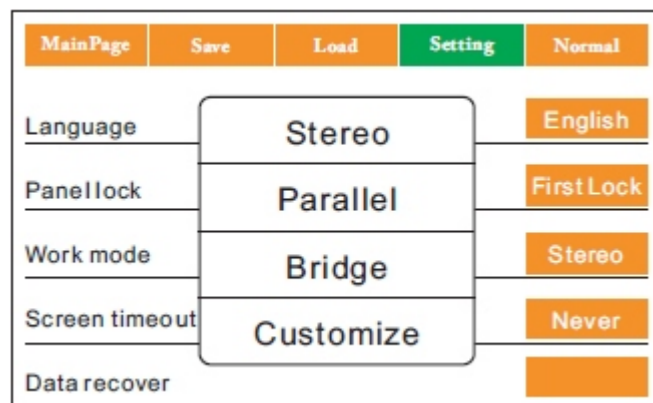 MainPage Save Load Setting Normal
Language Stereo English
Panel lock Parallel First Lock
Work mode Bridge Stereo
Screen timeout Customize Never
Data recover